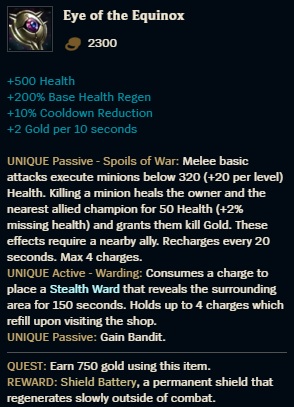 Eye of the Equinox
2300
+500 Health
+200% Base Health Regen
+10% Cooldown Reduction
+2 Gold per 10 seconds
UNIQUE Passive - Spoils of War: Melee basic
attacks execute minions below 320 (+20 per level)
Health. Killing a minion heals the owner and the
nearest allied champion for 50 Health (+2%
missing health) and grants them kill Gold. These
effects require a nearby ally. Recharges every 20
seconds. Max 4 charges.
UNIQUE Active - Warding: Consumes a charge to
place a Stealth Ward that reveals the surrounding
area for 150 seconds. Holds up to 4 charges which
refill upon visiting the shop.
UNIQUE Passive: Gain Bandit.
QUEST: Earn 750 gold using this item.
REWARD: Shield Battery, a permanent shield that
regenerates slowly outside of combat.